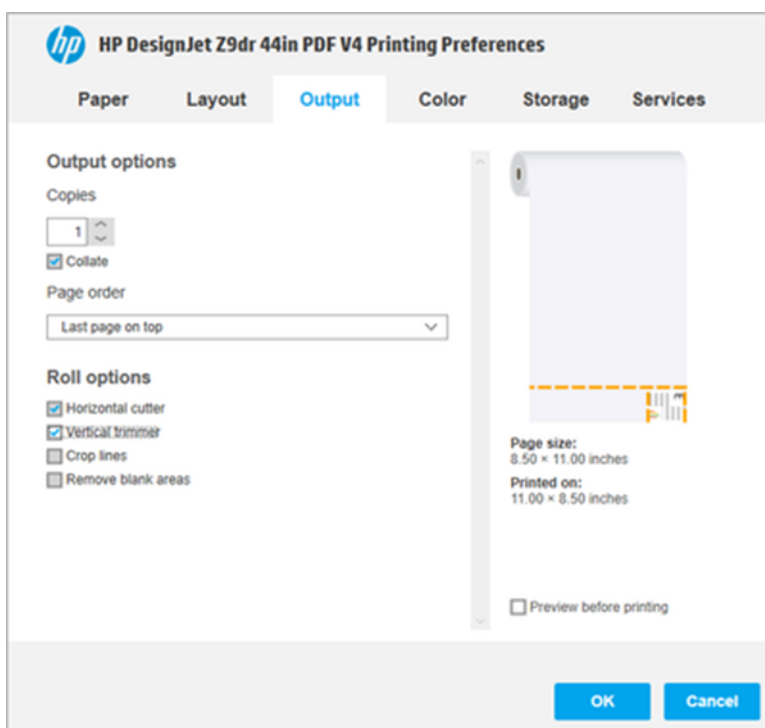 hp HP DesignJet Z9dr 44in PDF V4 Printing Preferences
Paper Layout Output Color Storage Services
Output options
Copies
1
Collate
Page order
Last page on top
Roll options
Horizontal cutter
Vertical trimmer
Crop lines
Remove blank areas
Page size:
8.50 × 11.00 inches
Printed on:
11.00 × 8.50 inches
Preview before printing
OK Cancel